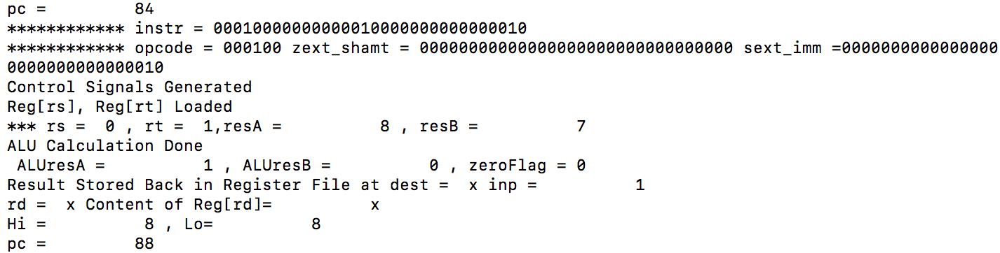 pc =         84
************ instr = 00010000000000010000000000000010
************ opcode = 000100 zext_shamt = 00000000000000000000000000000000 sext_imm =0000000000000000
0000000000000010
Control Signals Generated
Reg[rs], Reg[rt] Loaded
*** rs =  0 , rt =  1,resA =          8 , resB =          7
ALU Calculation Done
 ALUresA =          1 , ALUresB =          0 , zeroFlag = 0
Result Stored Back in Register File at dest =  x inp =          1
rd =  x Content of Reg[rd]=          x
Hi =          8 , Lo=          8
pc =         88